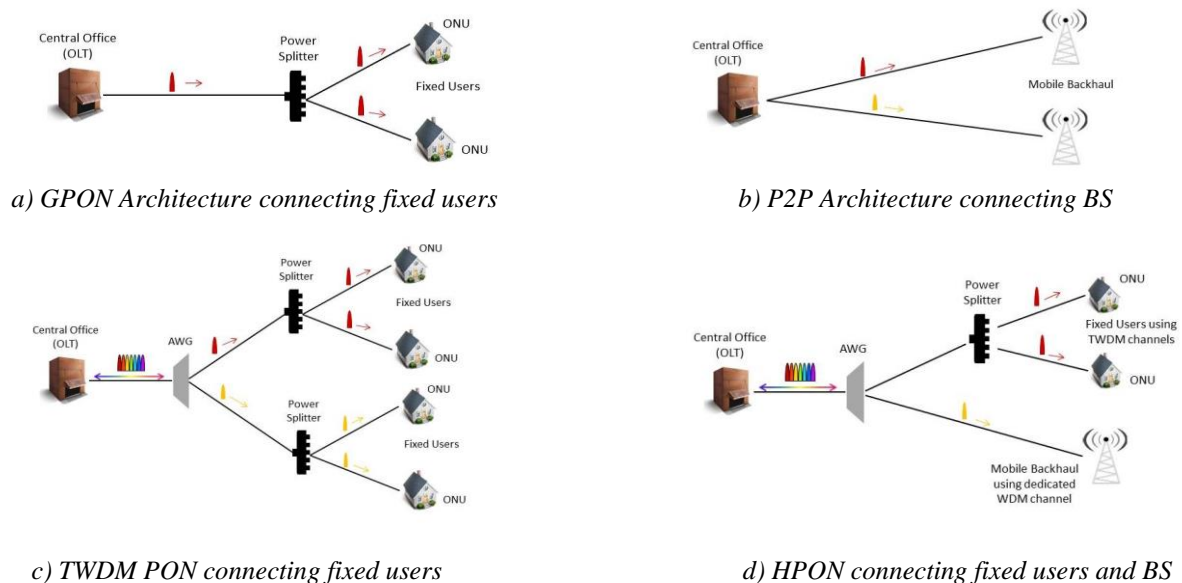 Central Office
(OLT)
Power
Splitter
ONU
Fixed Users
ONU
a) GPON Architecture connecting fixed users
Central Office
(OLT)
Mobile Backhaul
b) P2P Architecture connecting BS
Central Office
(OLT)
AWG
Power
Splitter
ONU
Fixed Users
ONU
Power
Splitter
ONU
Fixed Users
ONU
c) TWDM PON connecting fixed users
Central Office
(OLT)
AWG
Power
Splitter
ONU
Fixed Users using
TWDM channels
ONU
Mobile Backhaul
using dedicated
WDM channel
d) HPON connecting fixed users and BS